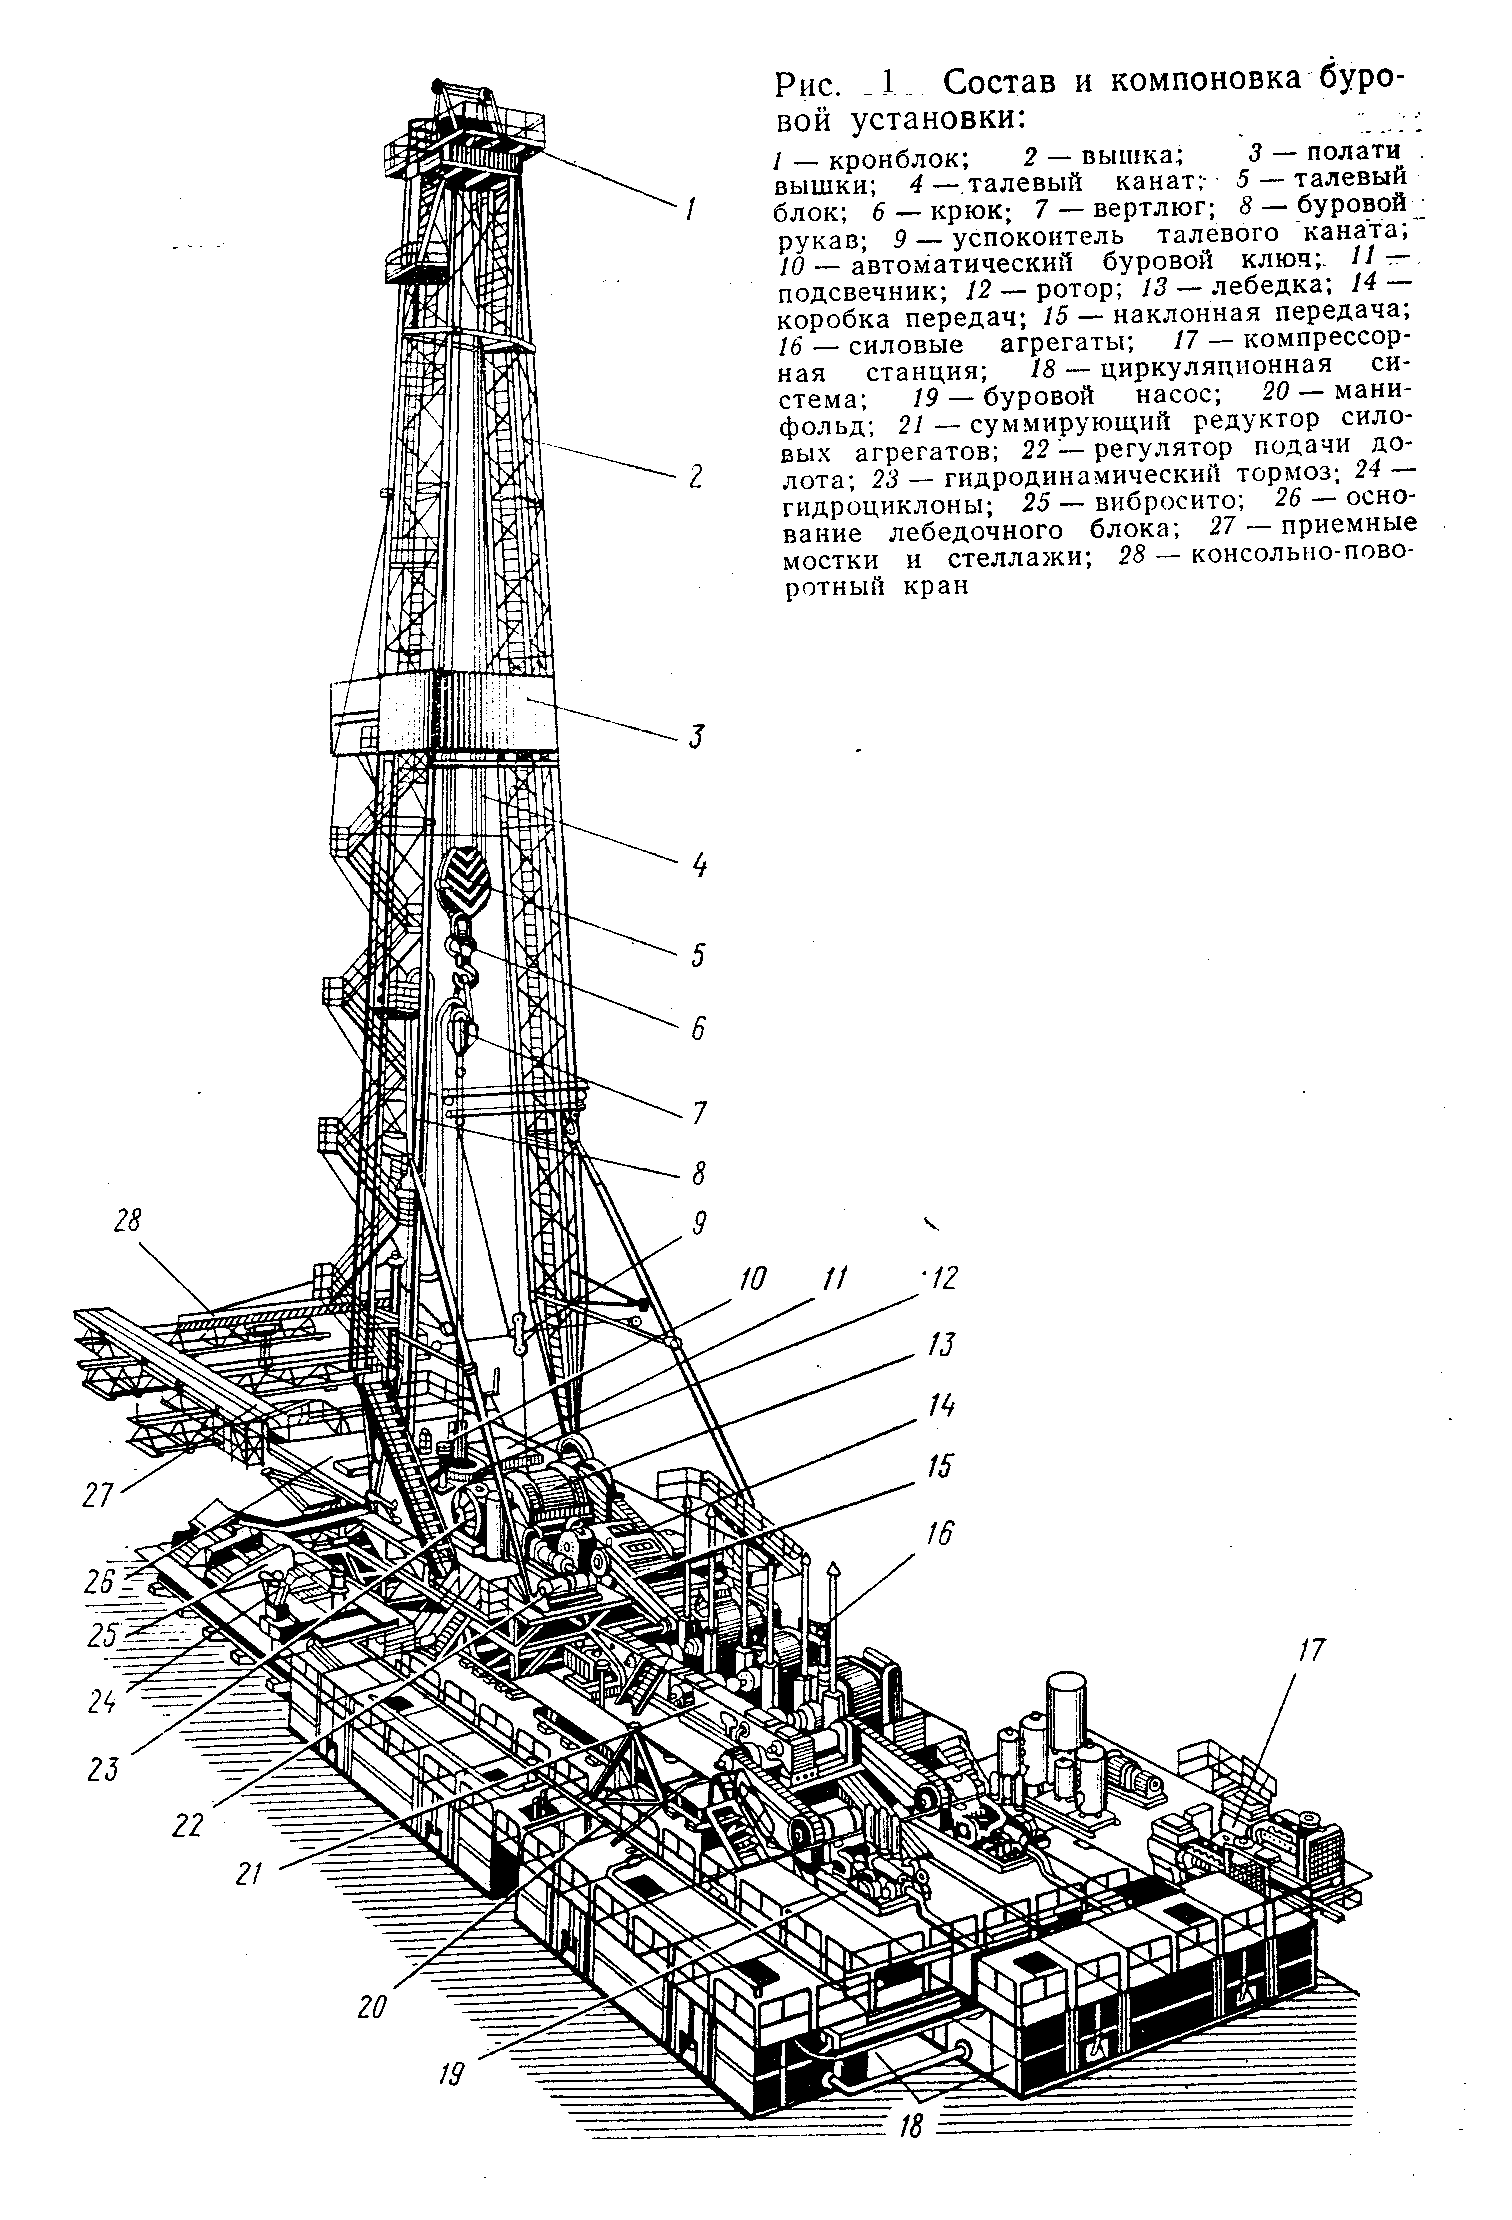 Рис. 1 Состав и компоновка буро-
вой установки:
1 — кронблок; 2 — вышка; 3 — полати
вышки; 4 — талевый канат; 5 — талевый
блок; 6 — крюк; 7 — вертлюг; 8 — буровой
рукав; 9 — успокоитель талевого каната;
10 — автоматический буровой ключ; 11 —
подсвечник; 12 — ротор; 13 — лебедка; 14 —
коробка передач; 15 — наклонная передача;
16 — силовые агрегаты; 17 — компрессор-
ная станция; 18 — циркуляционная си-
стема; 19 — буровой насос; 20 — мани-
фольд; 21 — суммирующий редуктор сило-
вых агрегатов; 22 — регулятор подачи до-
лота; 23 — гидродинамический тормоз; 24 —
гидроциклоны; 25 — вибросито; 26 — осно-
вание лебедочного блока; 27 — приемные
мостки и стеллажи; 28 — консольно-пово-
ротный кран
1
2
3
4
5
6
7
8
9
28
10 11 12
13
14
15
27
16
26
25
17
24
23
22
21
20
19
18